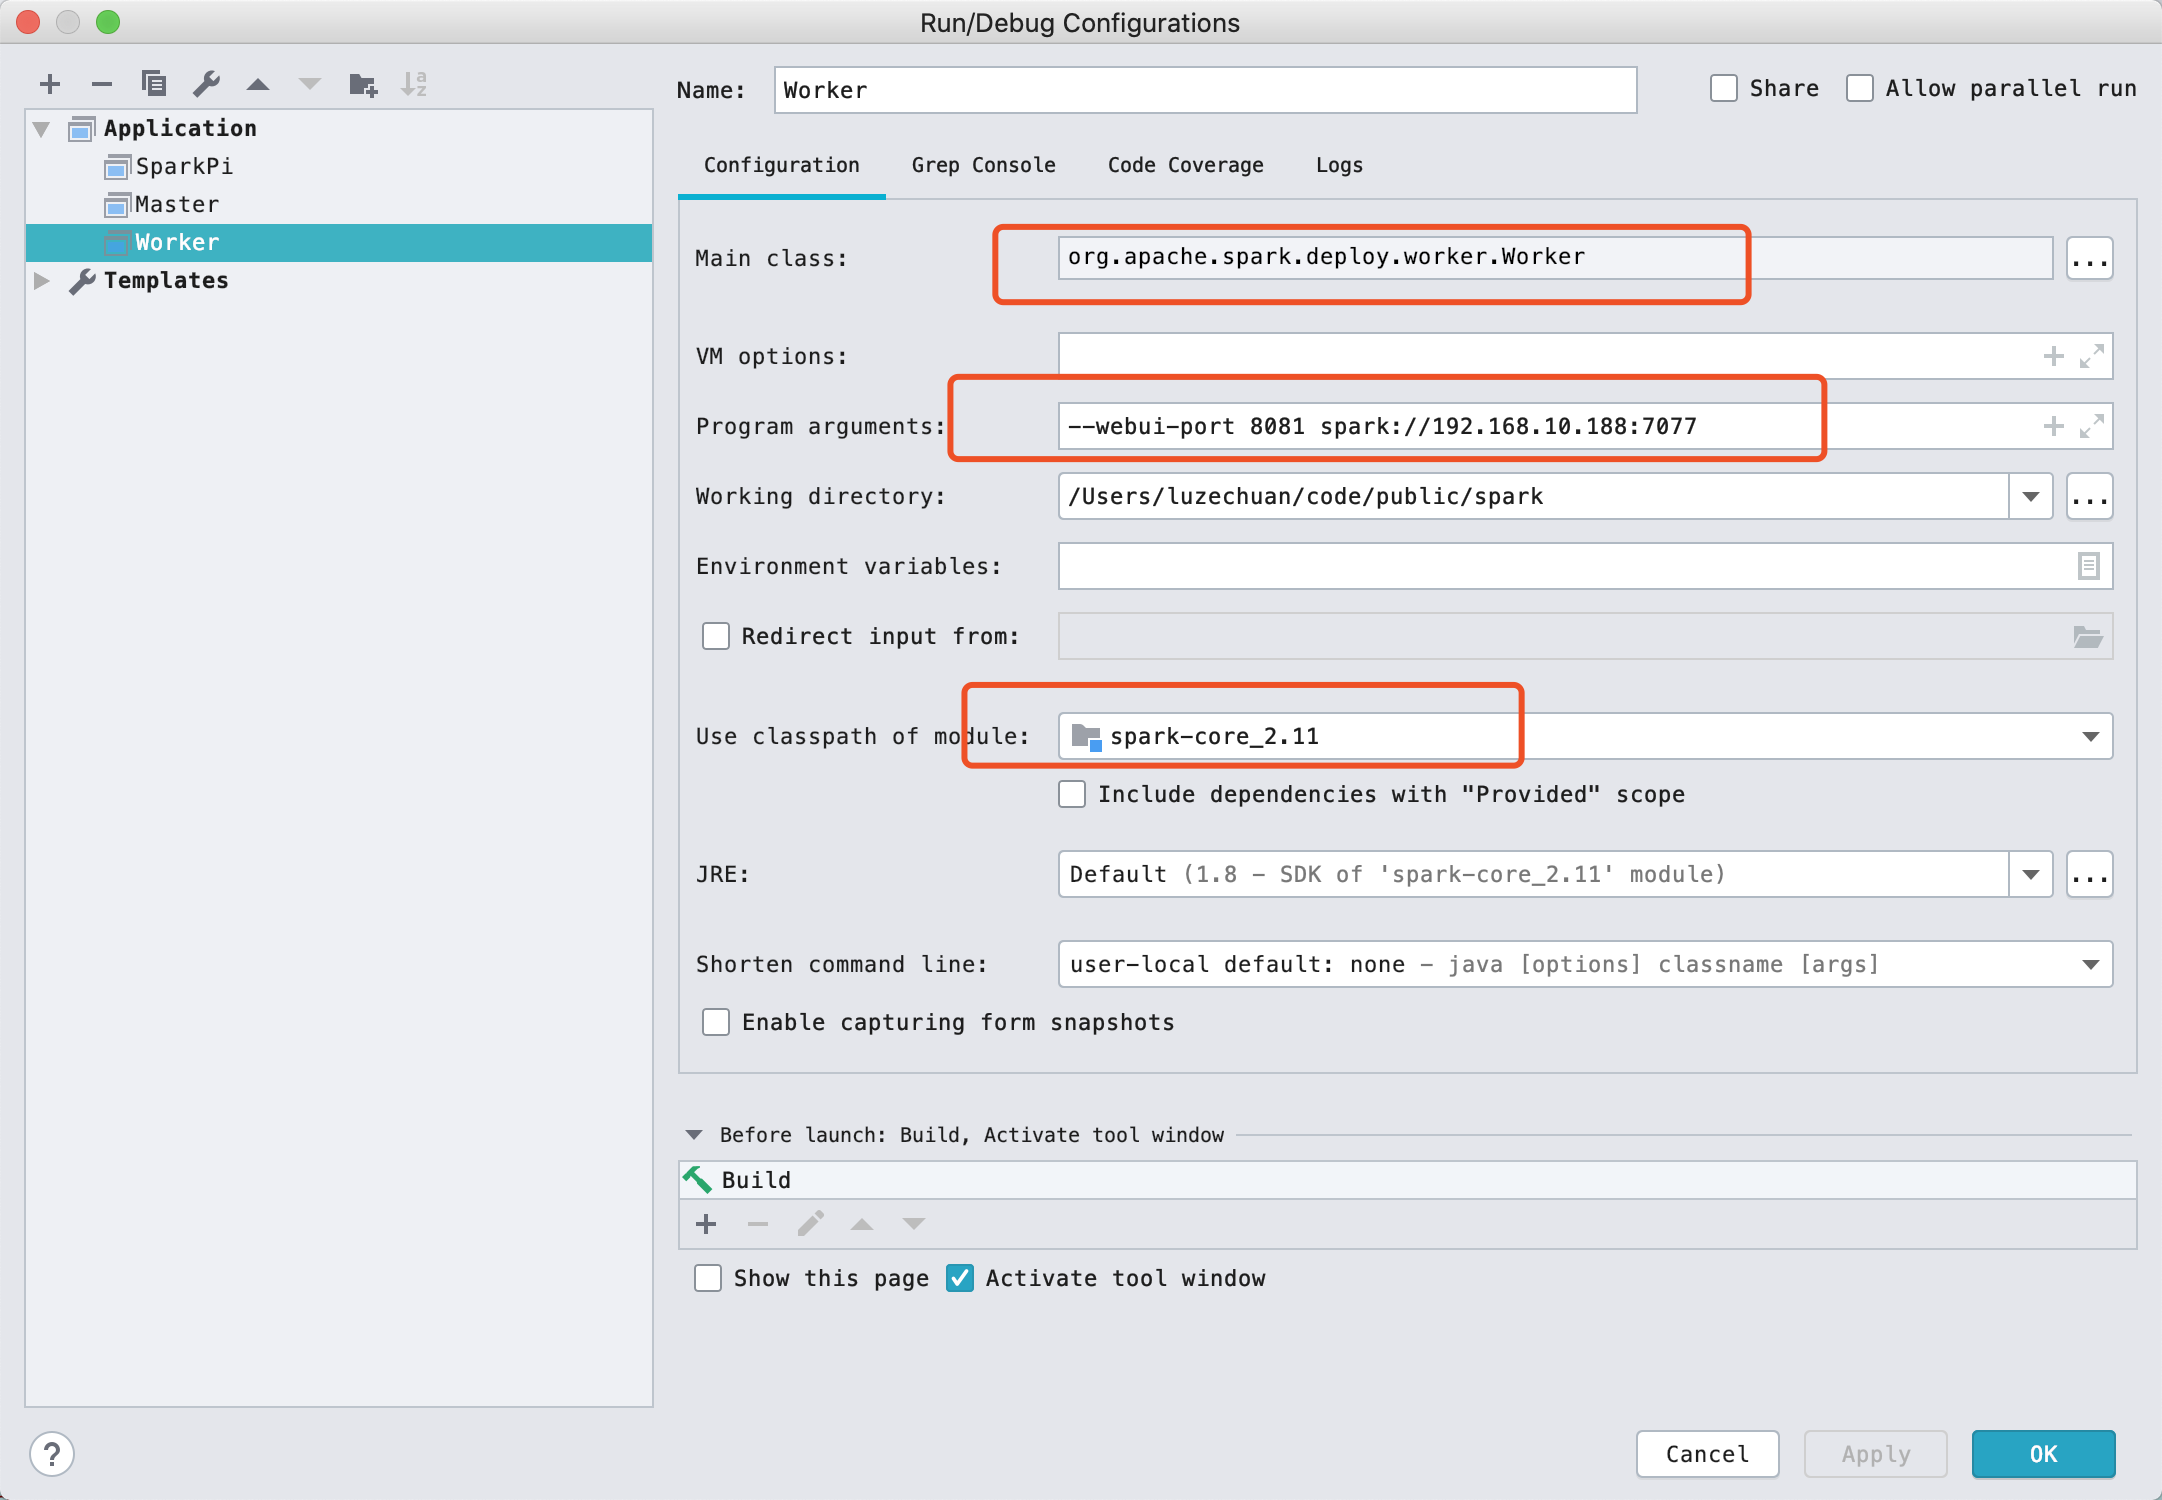 Run/Debug Configurations
Name: Worker
Share
Allow parallel run
Application
SparkPi
Master
Worker
Templates
Configuration
Grep Console
Code Coverage
Logs
Main class: org.apache.spark.deploy.worker.Worker ...
VM options:
Program arguments: --webui-port 8081 spark://192.168.10.188:7077
Working directory: /Users/luzechuan/code/public/spark ...
Environment variables:
Redirect input from:
Use classpath of module: spark-core_2.11
Include dependencies with "Provided" scope
JRE: Default (1.8 - SDK of 'spark-core_2.11' module) ...
Shorten command line: user-local default: none - java [options] classname [args]
Enable capturing form snapshots
Before launch: Build, Activate tool window
Build
Show this page
Activate tool window
?
Cancel
Apply
OK